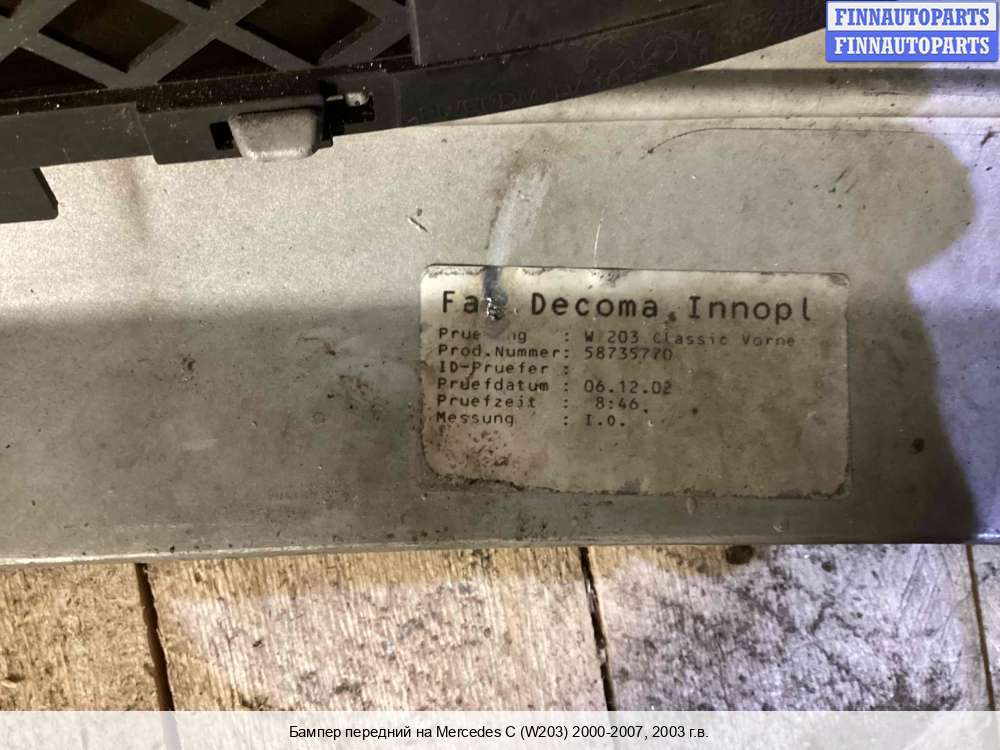 FINNAUTOPARTS
FINNAUTOPARTS
Decoma Innopl
: W 203 Classic Vorne
Prod.Nummer: 58735770
ID-Pruefer :
Pruefdatum : 06.12.02
Pruefzeit : 8:46
Messung : I.O.
Бампер передний на Mercedes C (W203) 2000-2007, 2003 г.в.